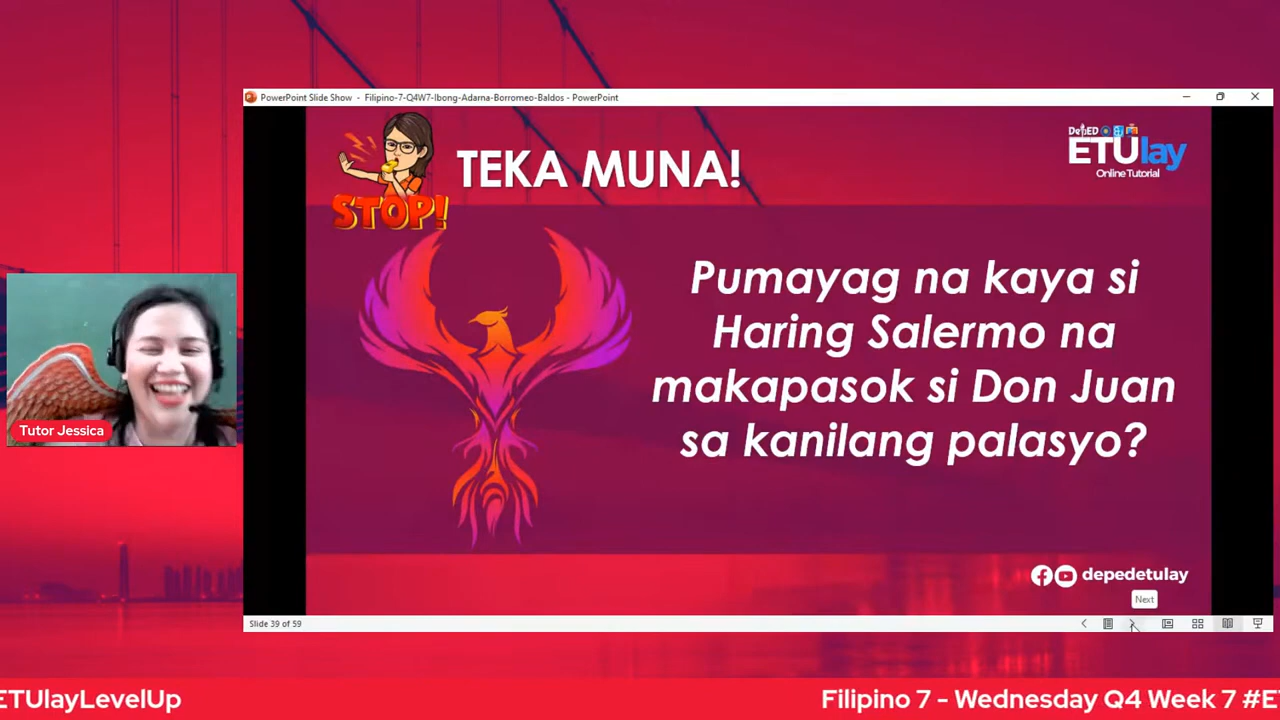 PowerPoint Slide Show - Filipino-7-Q4W7-Ibong-Adarna-Borromeo-Baldos - PowerPoint
STOP!
TEKA MUNA!
DepED
ETUlay
Online Tutorial
Pumayag na kaya si
Haring Salermo na
makapasok si Don Juan
sa kanilang palasyo?
Tutor Jessica
depedetulay
Next
Slide 39 of 59
ETUlayLevelUp
Filipino 7 - Wednesday Q4 Week 7 #E